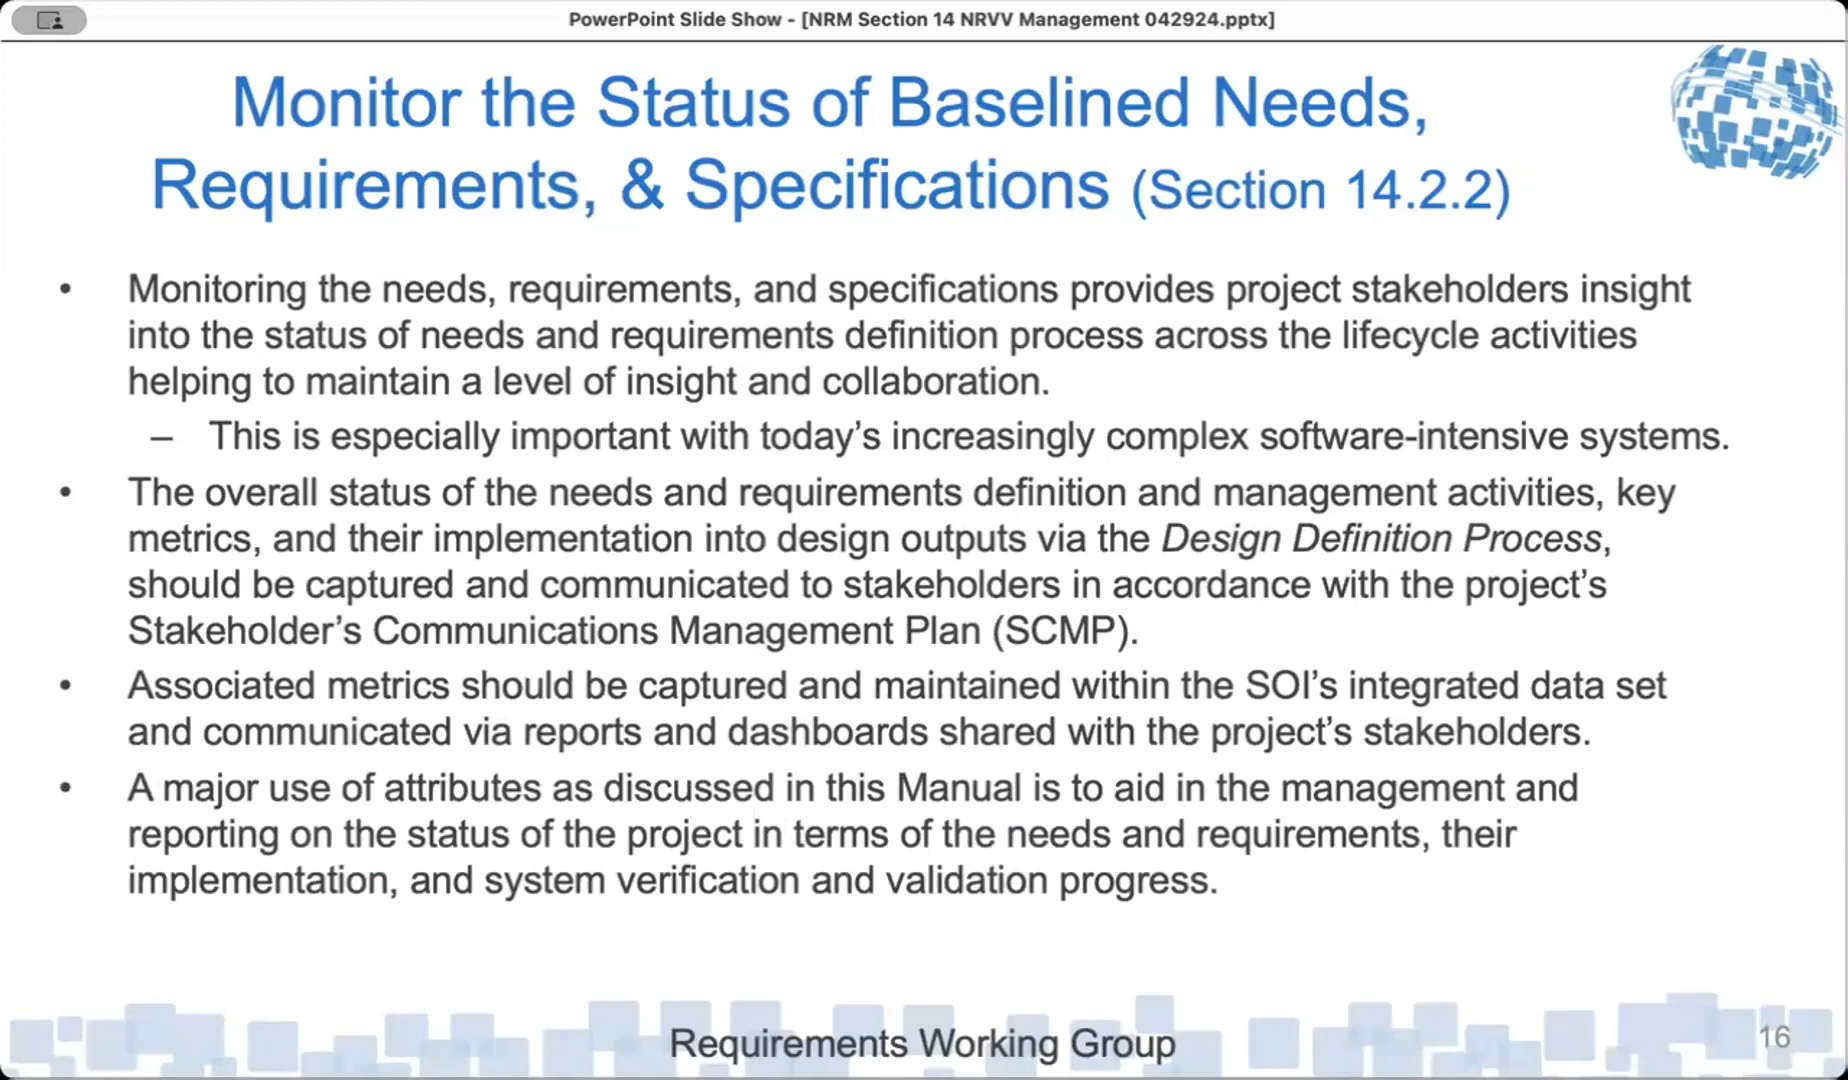 PowerPoint Slide Show - [NRM Section 14 NRVV Management 042924.pptx]
Monitor the Status of Baselined Needs,
Requirements, & Specifications (Section 14.2.2)
• Monitoring the needs, requirements, and specifications provides project stakeholders insight
into the status of needs and requirements definition process across the lifecycle activities
helping to maintain a level of insight and collaboration.
– This is especially important with today’s increasingly complex software-intensive systems.
• The overall status of the needs and requirements definition and management activities, key
metrics, and their implementation into design outputs via the Design Definition Process,
should be captured and communicated to stakeholders in accordance with the project’s
Stakeholder’s Communications Management Plan (SCMP).
• Associated metrics should be captured and maintained within the SOI’s integrated data set
and communicated via reports and dashboards shared with the project’s stakeholders.
• A major use of attributes as discussed in this Manual is to aid in the management and
reporting on the status of the project in terms of the needs and requirements, their
implementation, and system verification and validation progress.
Requirements Working Group
16